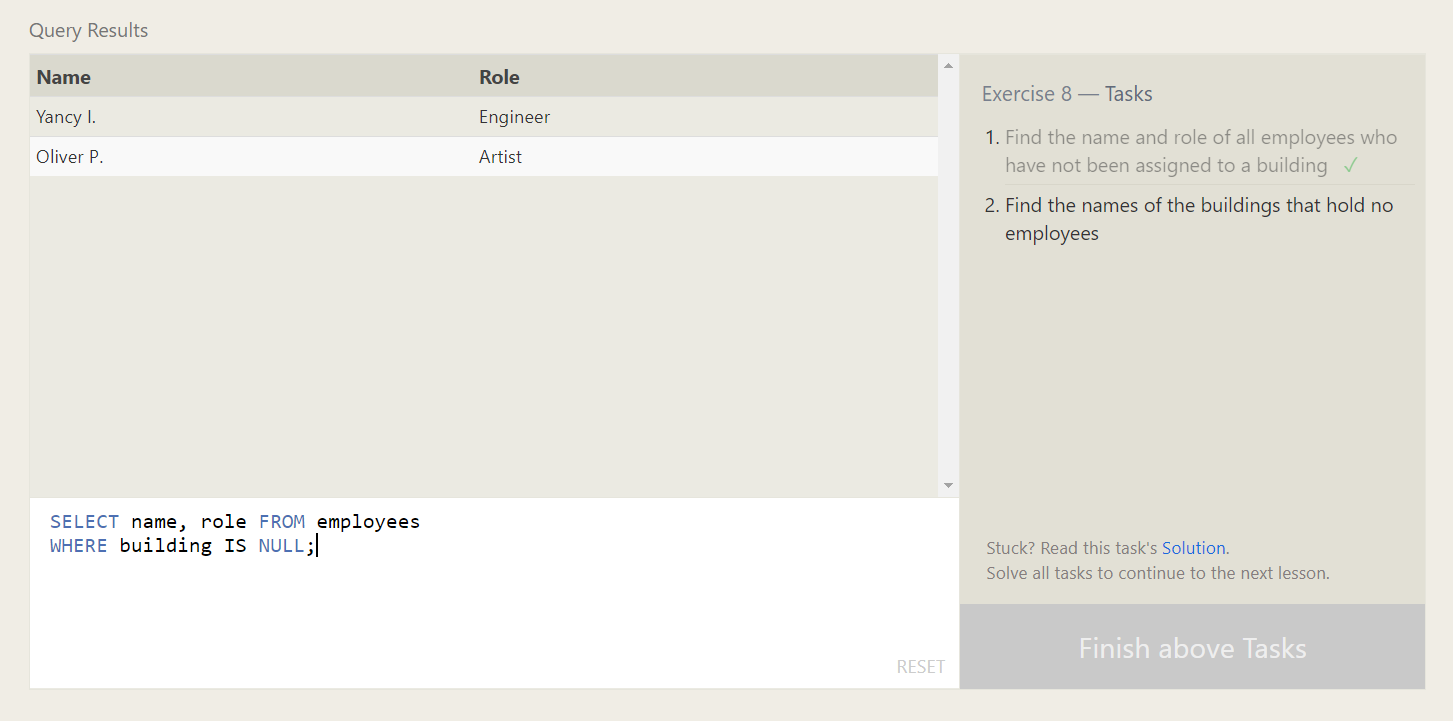 Query Results
Name Role
Yancy I. Engineer
Oliver P. Artist
SELECT name, role FROM employees
WHERE building IS NULL;
RESET
Exercise 8 — Tasks
1. Find the name and role of all employees who
have not been assigned to a building ✓
2. Find the names of the buildings that hold no
employees
Stuck? Read this task's Solution.
Solve all tasks to continue to the next lesson.
Finish above Tasks